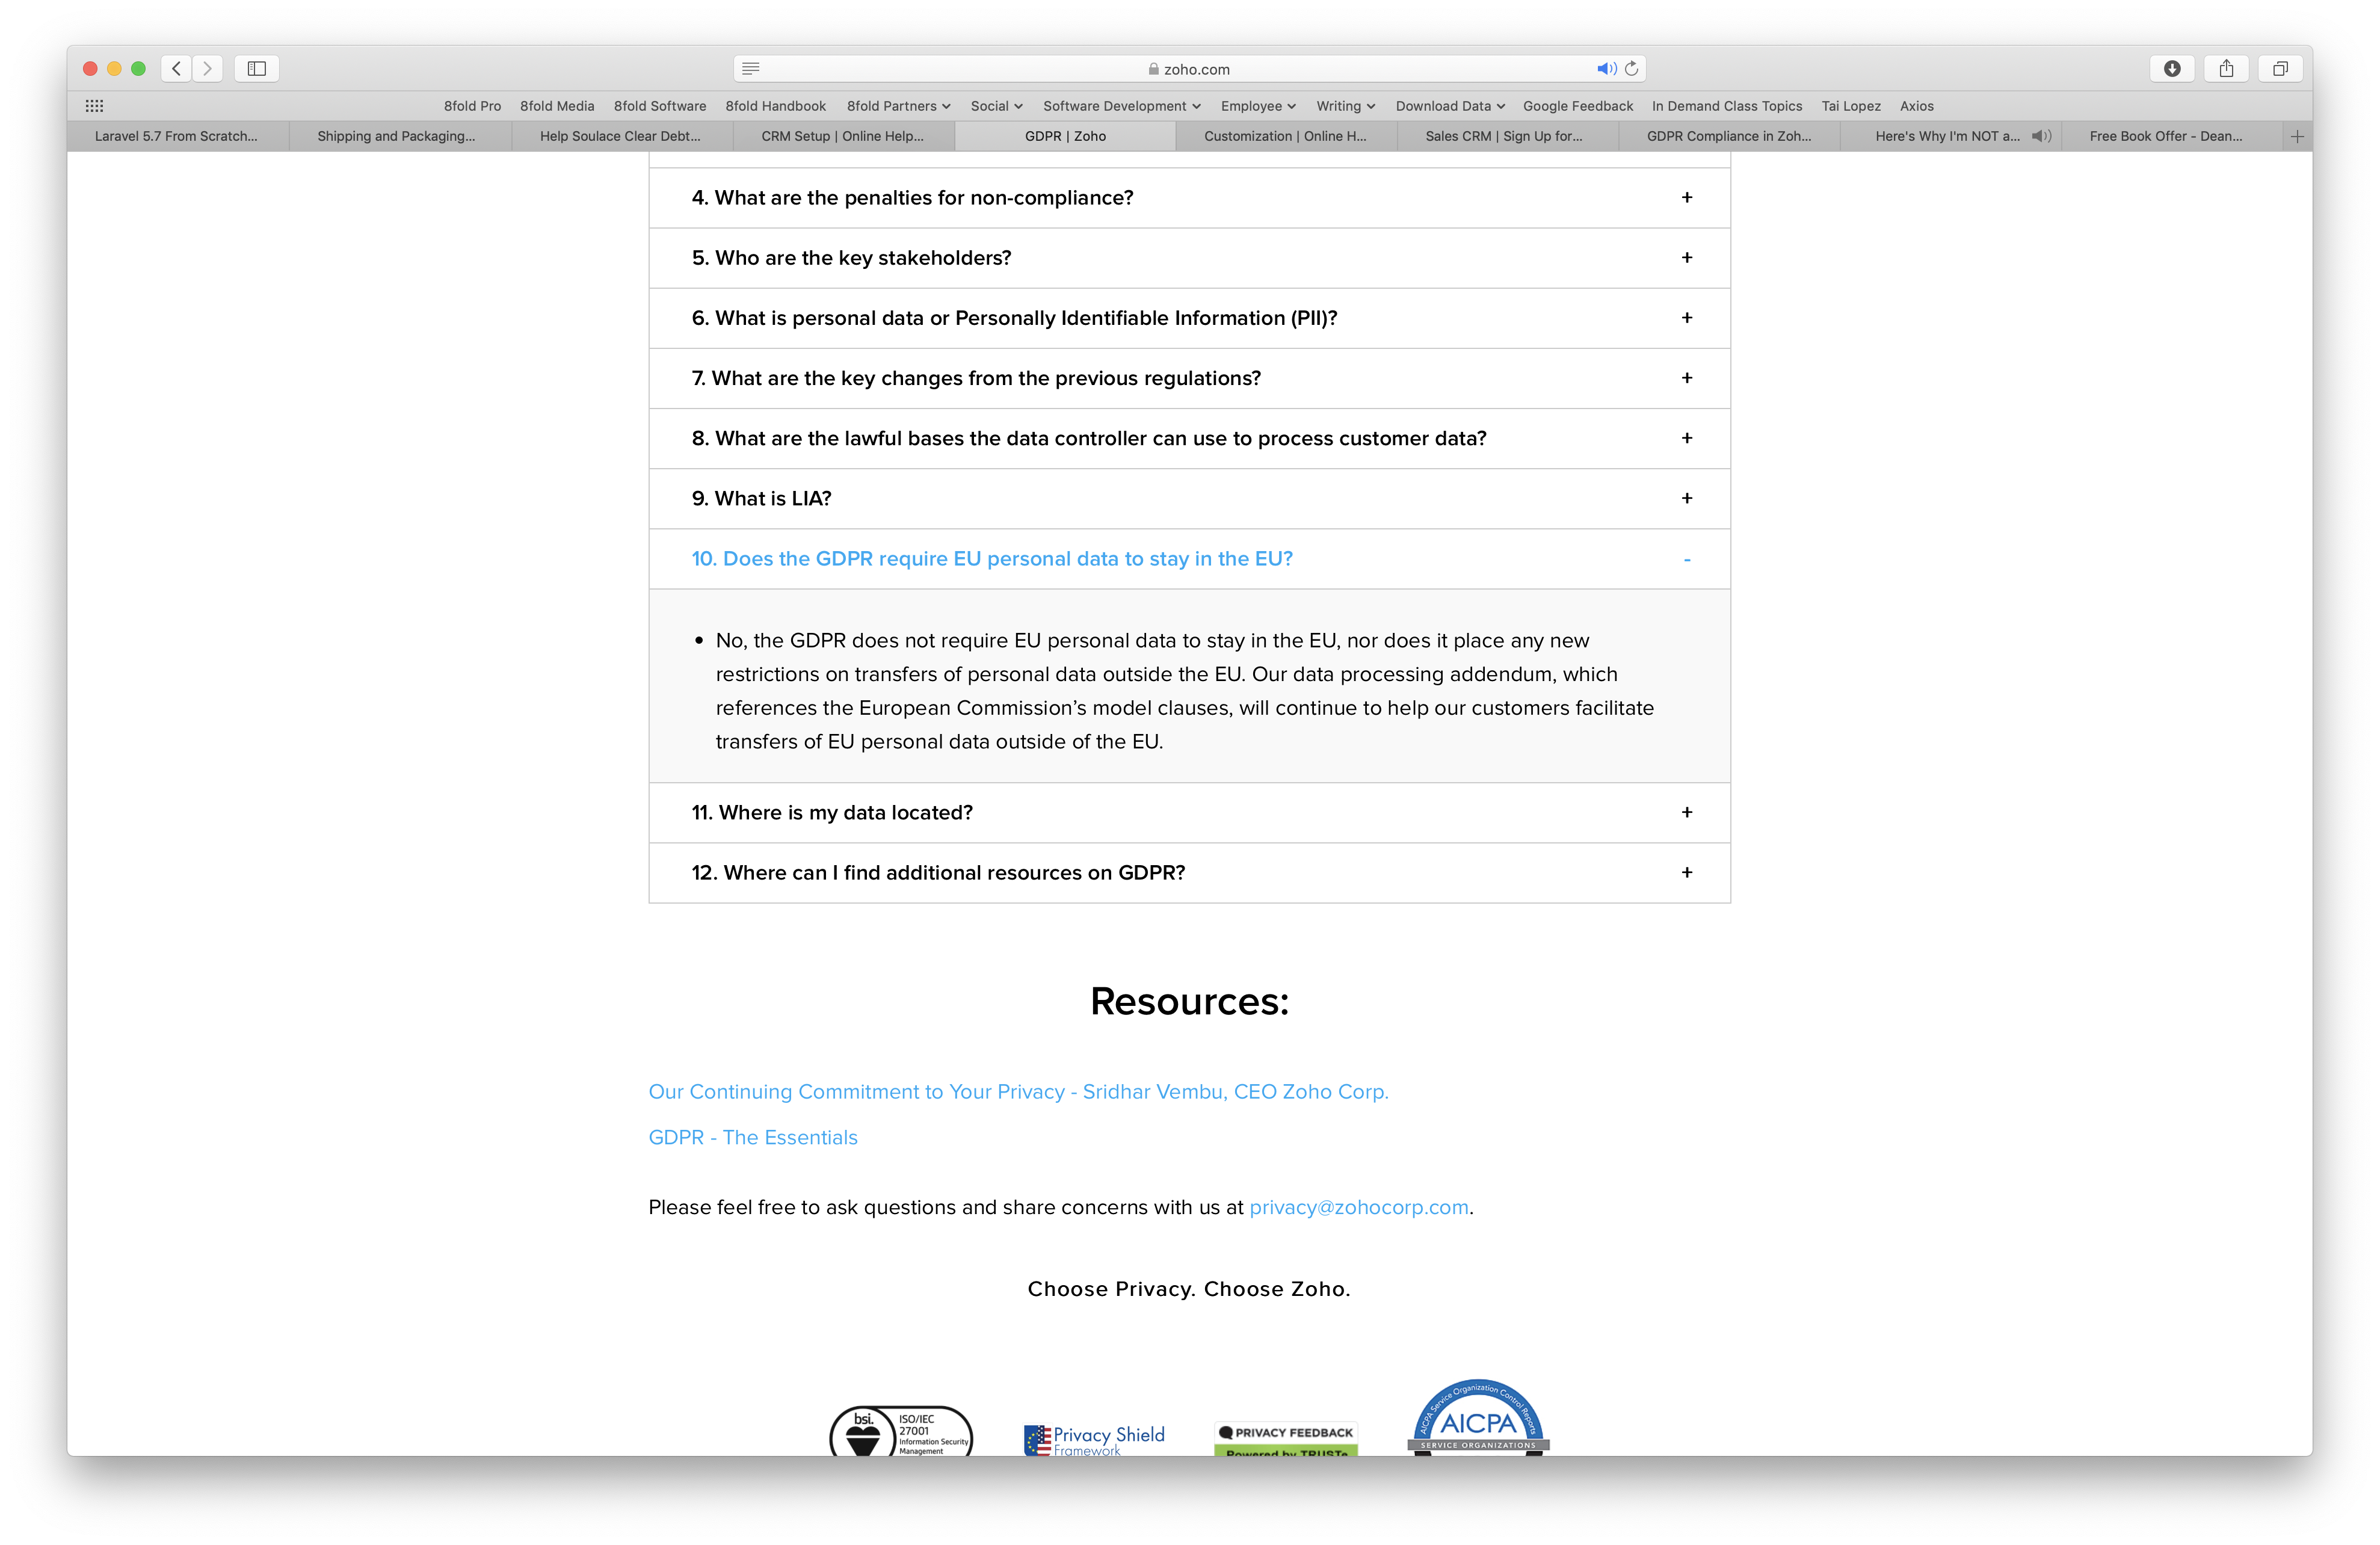 zoho.com
8fold Pro 8fold Media 8fold Software 8fold Handbook 8fold Partners Social Software Development Employee Writing Download Data Google Feedback In Demand Class Topics Tai Lopez Axios
Laravel 5.7 From Scratch... Shipping and Packaging... Help Soulace Clear Debt... CRM Setup | Online Help... GDPR | Zoho Customization | Online H... Sales CRM | Sign Up for... GDPR Compliance in Zoh... Here's Why I'm NOT a... Free Book Offer - Dean...
4. What are the penalties for non-compliance? +
5. Who are the key stakeholders? +
6. What is personal data or Personally Identifiable Information (PII)? +
7. What are the key changes from the previous regulations? +
8. What are the lawful bases the data controller can use to process customer data? +
9. What is LIA? +
10. Does the GDPR require EU personal data to stay in the EU? -
• No, the GDPR does not require EU personal data to stay in the EU, nor does it place any new
restrictions on transfers of personal data outside the EU. Our data processing addendum, which
references the European Commission’s model clauses, will continue to help our customers facilitate
transfers of EU personal data outside of the EU.
11. Where is my data located? +
12. Where can I find additional resources on GDPR? +
Resources:
Our Continuing Commitment to Your Privacy - Sridhar Vembu, CEO Zoho Corp.
GDPR - The Essentials
Please feel free to ask questions and share concerns with us at privacy@zohocorp.com.
Choose Privacy. Choose Zoho.
bsi.
ISO/IEC
27001
Information Security
Management
Privacy Shield
Framework
PRIVACY FEEDBACK
Powered by TRUSTe
AICPA Service Organization Control Reports
AICPA
SERVICE ORGANIZATIONS